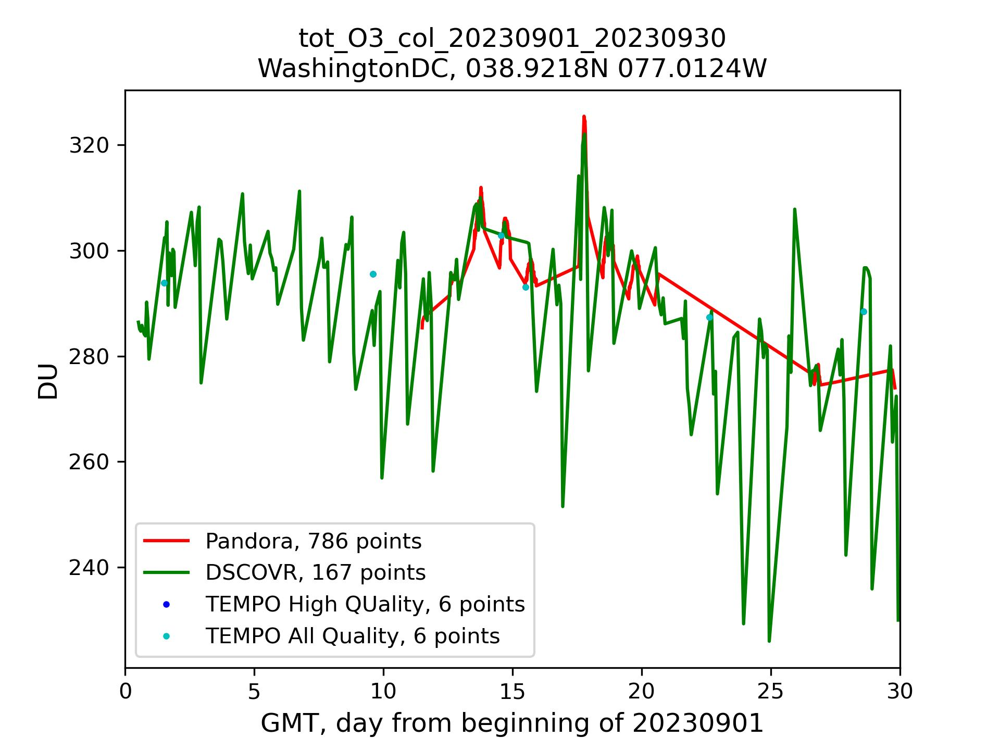 tot_O3_col_20230901_20230930
WashingtonDC, 038.9218N 077.0124W
320
300
280
260
240
DU
Pandora, 786 points
DSCOVR, 167 points
TEMPO High QUality, 6 points
TEMPO All Quality, 6 points
0 5 10 15 20 25 30
GMT, day from beginning of 20230901